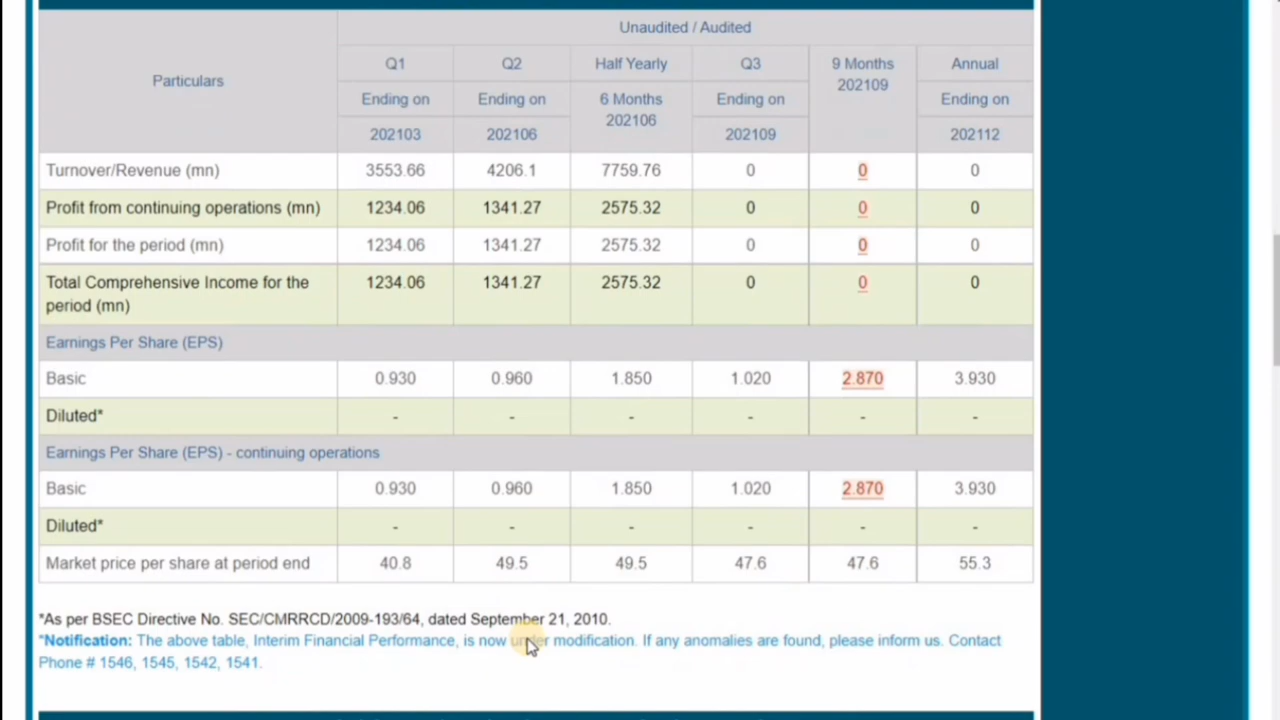 Particulars Unaudited / Audited
Q1 Q2 Half Yearly Q3 9 Months 202109 Annual
Ending on Ending on 6 Months 202106 Ending on Ending on
202103 202106 202109 202112
Turnover/Revenue (mn) 3553.66 4206.1 7759.76 0 0 0
Profit from continuing operations (mn) 1234.06 1341.27 2575.32 0 0 0
Profit for the period (mn) 1234.06 1341.27 2575.32 0 0 0
Total Comprehensive Income for the 1234.06 1341.27 2575.32 0 0 0
period (mn)
Earnings Per Share (EPS)
Basic 0.930 0.960 1.850 1.020 2.870 3.930
Diluted* - - - - - -
Earnings Per Share (EPS) - continuing operations
Basic 0.930 0.960 1.850 1.020 2.870 3.930
Diluted* - - - - - -
Market price per share at period end 40.8 49.5 49.5 47.6 47.6 55.3
*As per BSEC Directive No. SEC/CMRRCD/2009-193/64, dated September 21, 2010.
*Notification: The above table, Interim Financial Performance, is now under modification. If any anomalies are found, please inform us. Contact
Phone # 1546, 1545, 1542, 1541.